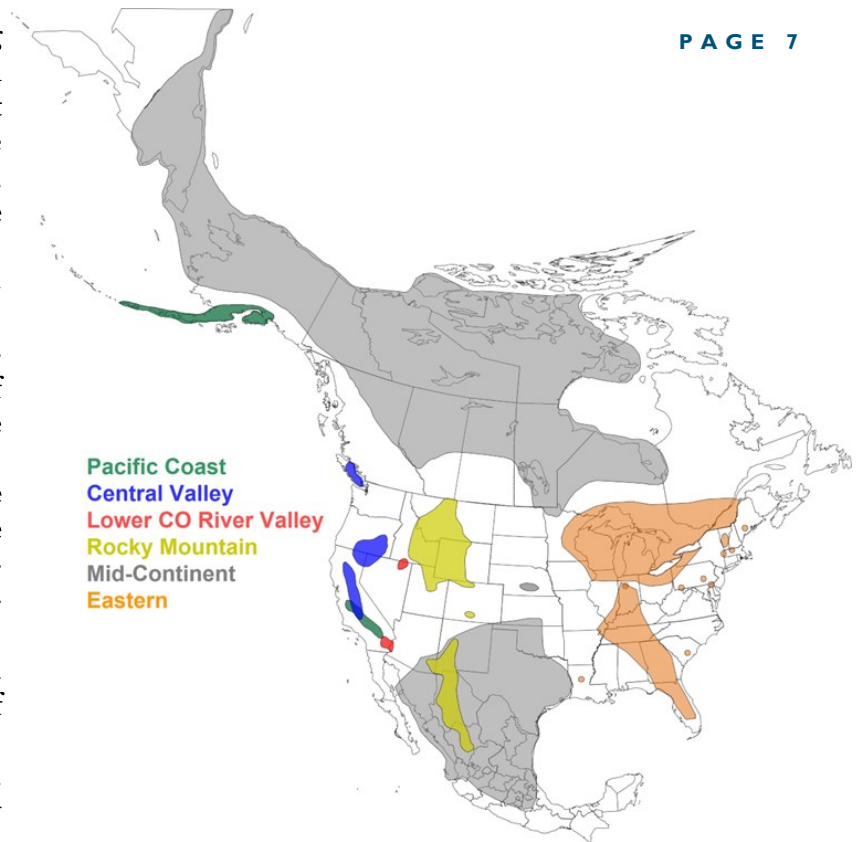 PAGE 7
Pacific Coast
Central Valley
Lower CO River Valley
Rocky Mountain
Mid-Continent
Eastern